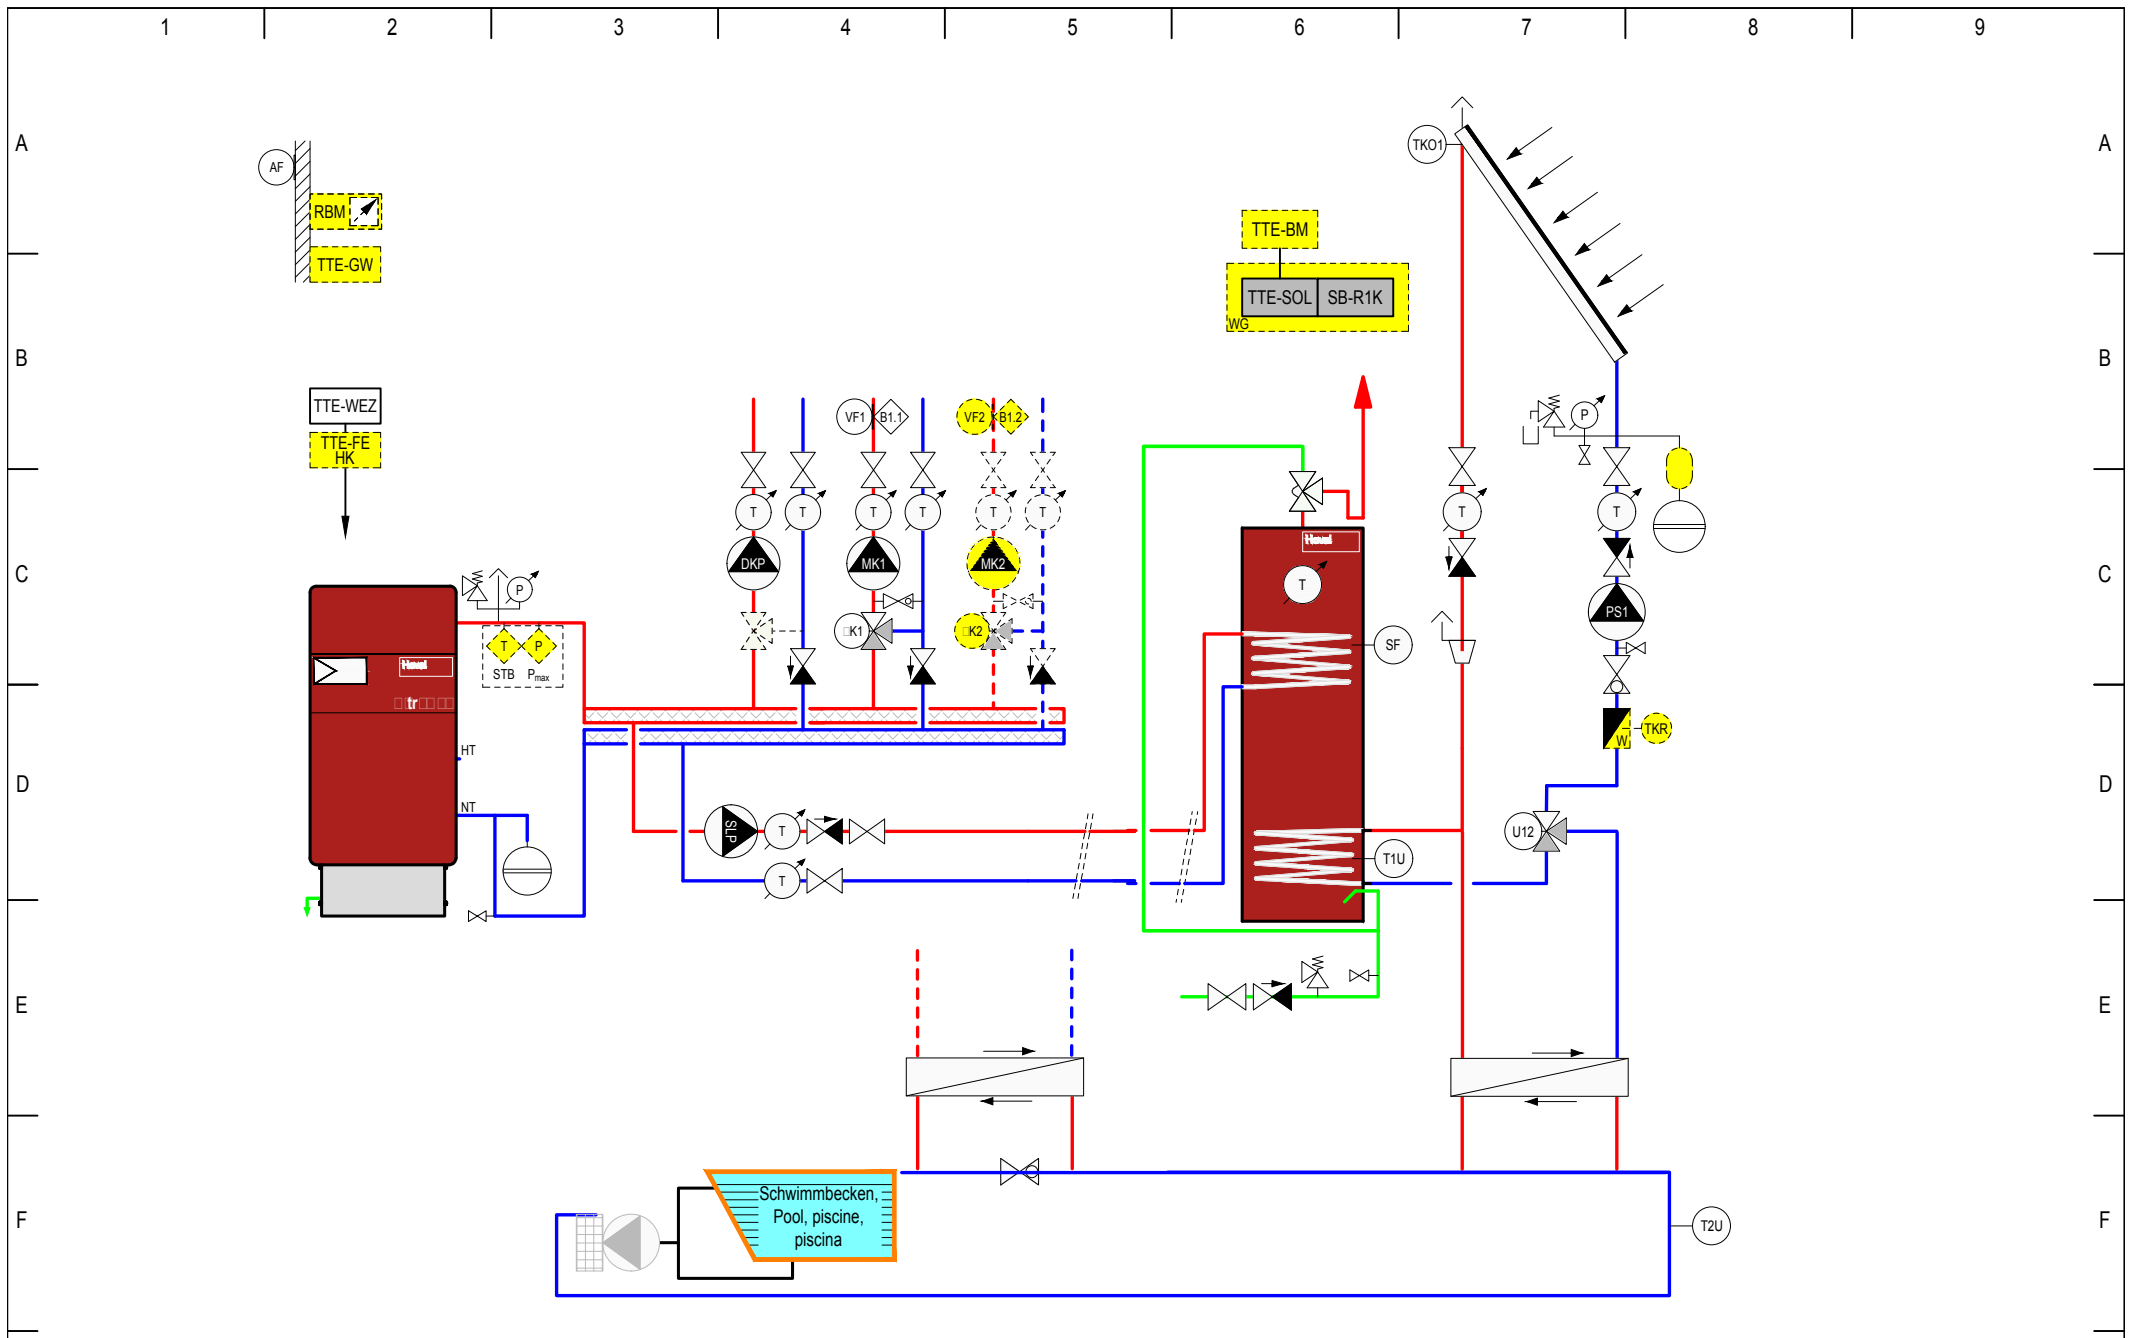 1 2 3 4 5 6 7 8 9
A A
AF
TKO1
RBM
TTE-GW
TTE-BM
TTE-SOL SB-R1K
WG
B B
TTE-WEZ
TTE-FE
HK
VF1 B1.1 VF2 B1.2
P
T T T T T T T T
DKP MK1 MK2
Hoval
C C
P
T
PS1
K1 K2
T P
STB Pmax
SF
Hoval
tr
TKR
W
HT
D D
NT
SLP T
U12
T
T1U
E E
Schwimmbecken,
Pool, piscine,
piscina
F F
T2U